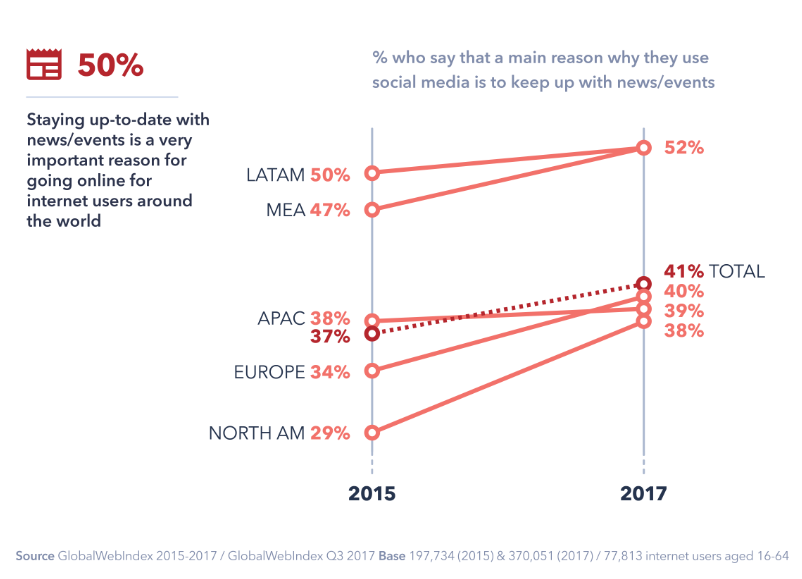 50%
Staying up-to-date with
news/events is a very
important reason for
going online for
internet users around
the world
% who say that a main reason why they use
social media is to keep up with news/events
LATAM 50%
52%
MEA 47%
41% TOTAL
40%
APAC 38%
39%
37%
38%
EUROPE 34%
NORTH AM 29%
2015
2017
Source GlobalWebIndex 2015-2017 / GlobalWebIndex Q3 2017 Base 197,734 (2015) & 370,051 (2017) / 77,813 internet users aged 16-64